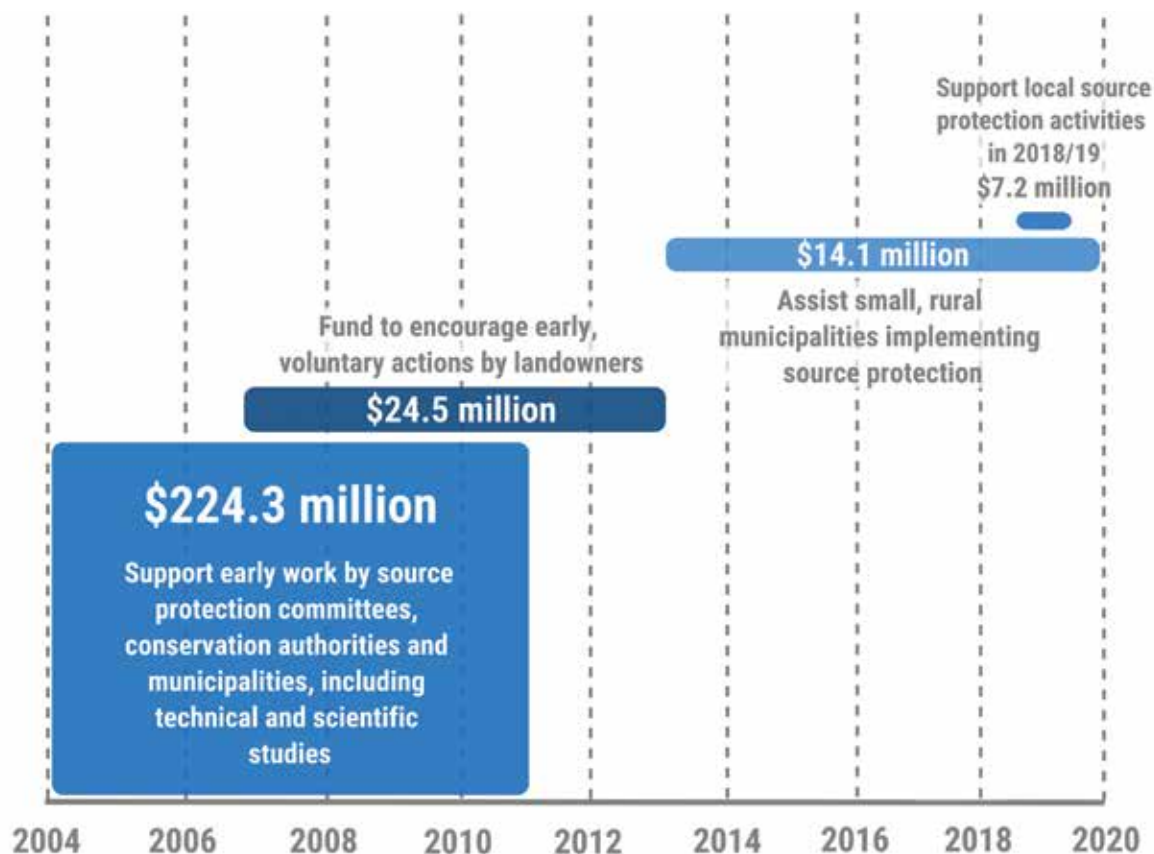 Support local source
protection activities
in 2018/19
$7.2 million
$14.1 million
Assist small, rural
municipalities implementing
source protection
Fund to encourage early,
voluntary actions by landowners
$24.5 million
$224.3 million
Support early work by source
protection committees,
conservation authorities and
municipalities, including
technical and scientific
studies
2004 2006 2008 2010 2012 2014 2016 2018 2020